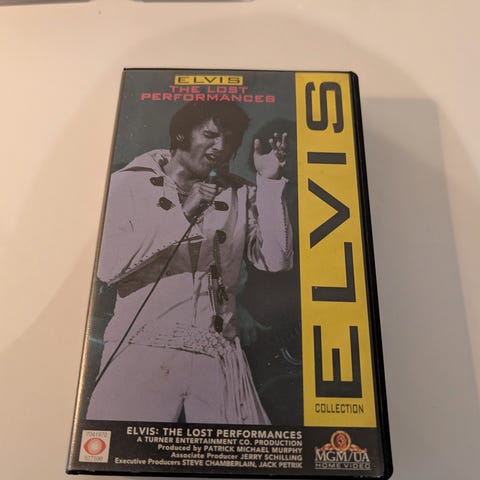 ELVIS
THE LOST
PERFORMANCES
ELVIS
COLLECTION
ELVIS: THE LOST PERFORMANCES
A TURNER ENTERTAINMENT CO. PRODUCTION
Produced by PATRICK MICHAEL MURPHY
Associate Producer JERRY SCHILLING
Executive Producers STEVE CHAMBERLAIN, JACK PETRIK
MGM/UA
HOME VIDEO